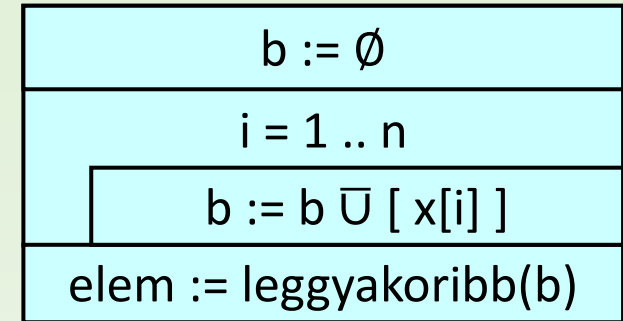 b := ∅
i = 1 .. n
b := b U̅ [ x[i] ]
elem := leggyakoribb(b)